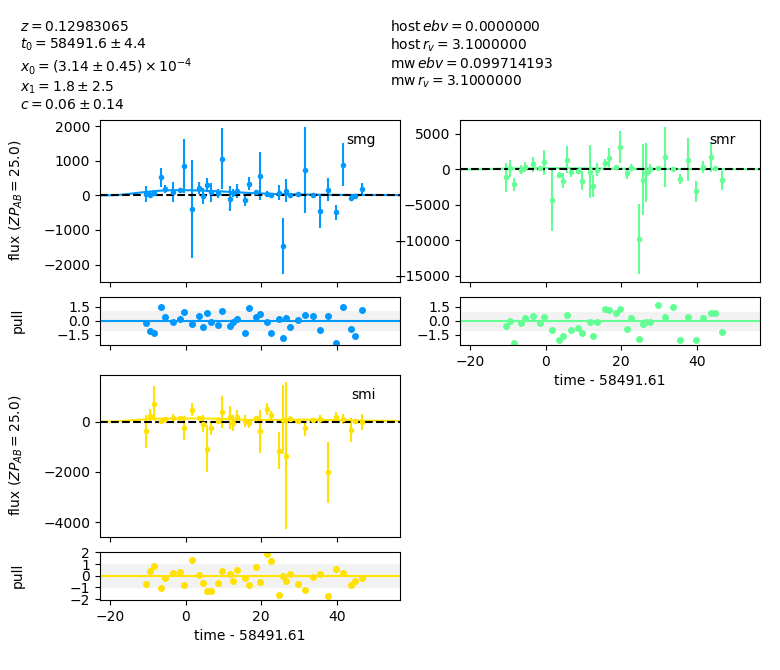 z = 0.12983065
t₀ = 58491.6 ± 4.4
x₀ = (3.14 ± 0.45) × 10⁻⁴
x₁ = 1.8 ± 2.5
c = 0.06 ± 0.14
host ebv = 0.0000000
host r_v = 3.1000000
mw ebv = 0.099714193
mw r_v = 3.1000000
smg
flux (ZP_AB = 25.0)
2000
1000
0
−1000
−2000
smr
5000
0
−5000
−10000
−15000
pull
1.5
0.0
−1.5
1.5
0.0
−1.5
−20
0
20
40
time - 58491.61
smi
flux (ZP_AB = 25.0)
0
−2000
−4000
pull
2
1
0
−1
−2
−20
0
20
40
time - 58491.61